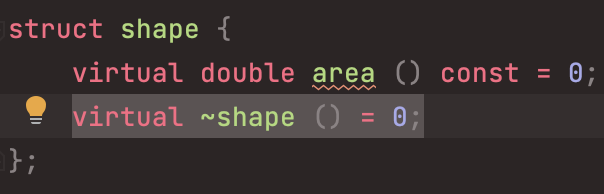 struct shape {
    virtual double area () const = 0;
    virtual ~shape () = 0;
};